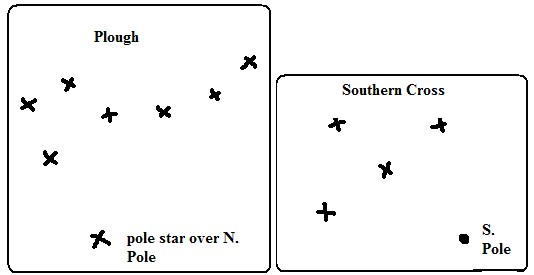 Plough
pole star over N.
Pole
Southern Cross
S.
Pole